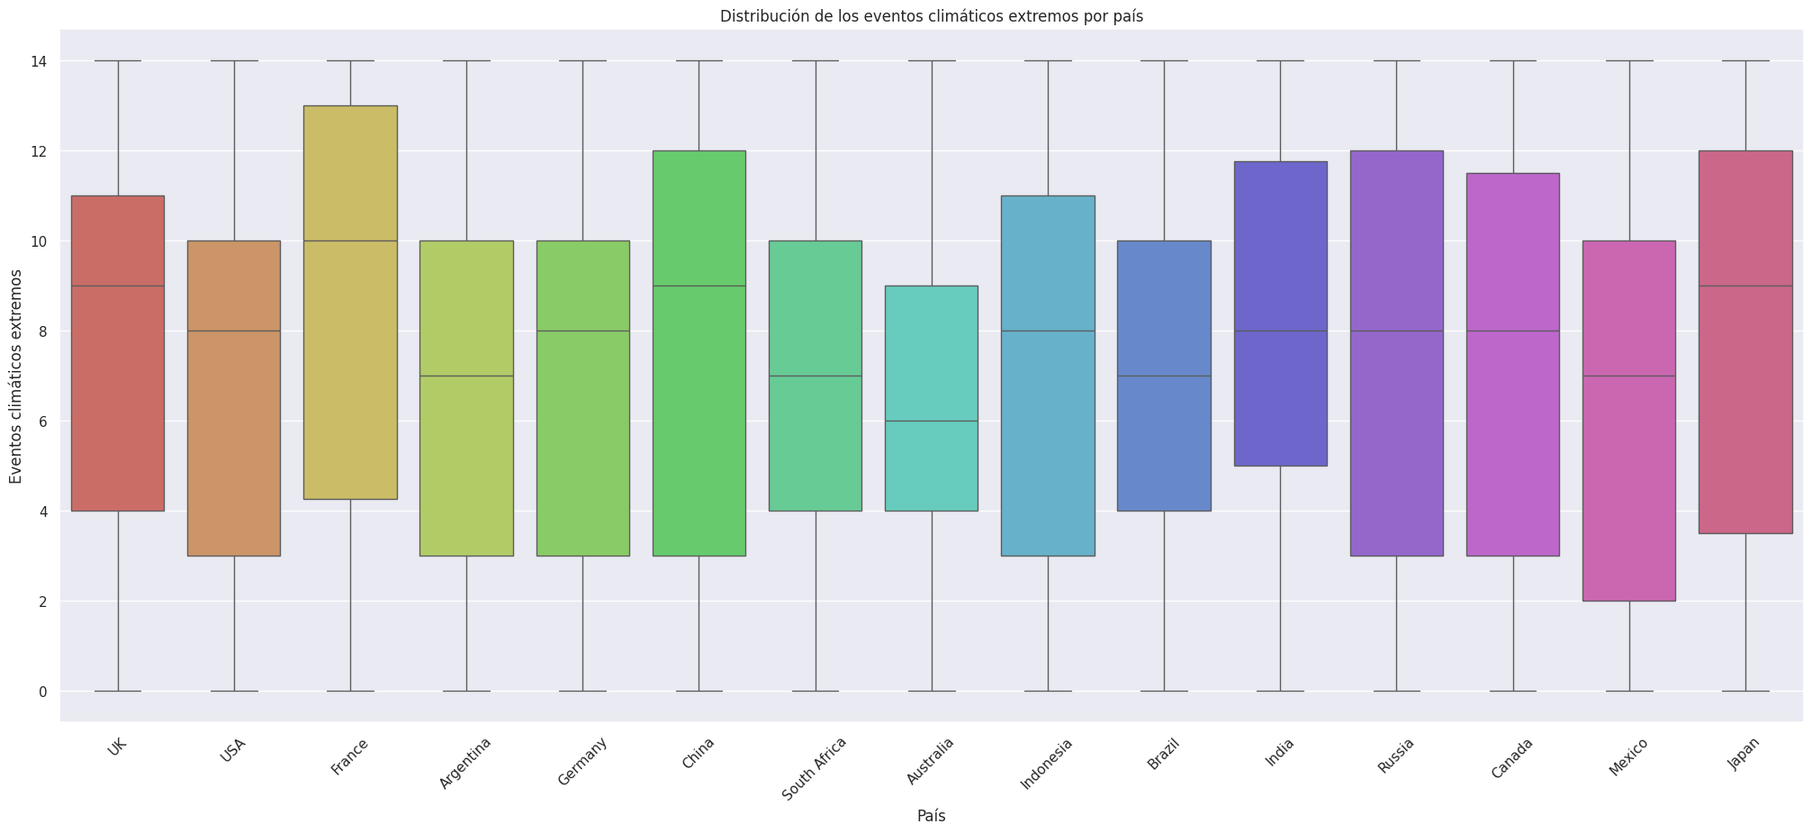 Distribución de los eventos climáticos extremos por país
Eventos climáticos extremos
14
12
10
8
6
4
2
0
UK
USA
France
Argentina
Germany
China
South Africa
Australia
Indonesia
Brazil
India
Russia
Canada
Mexico
Japan
País